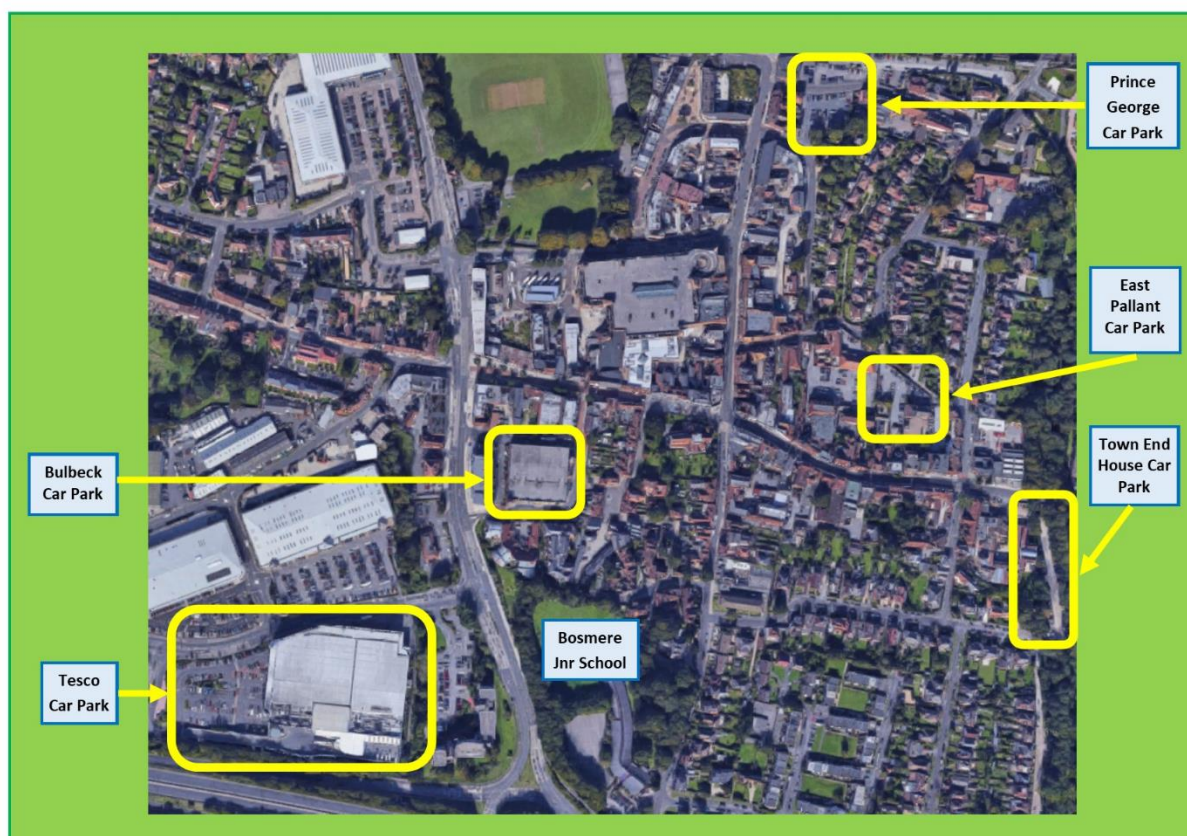 Prince
George
Car Park
East
Pallant
Car Park
Town End
House Car
Park
Bulbeck
Car Park
Bosmere
Jnr School
Tesco
Car Park